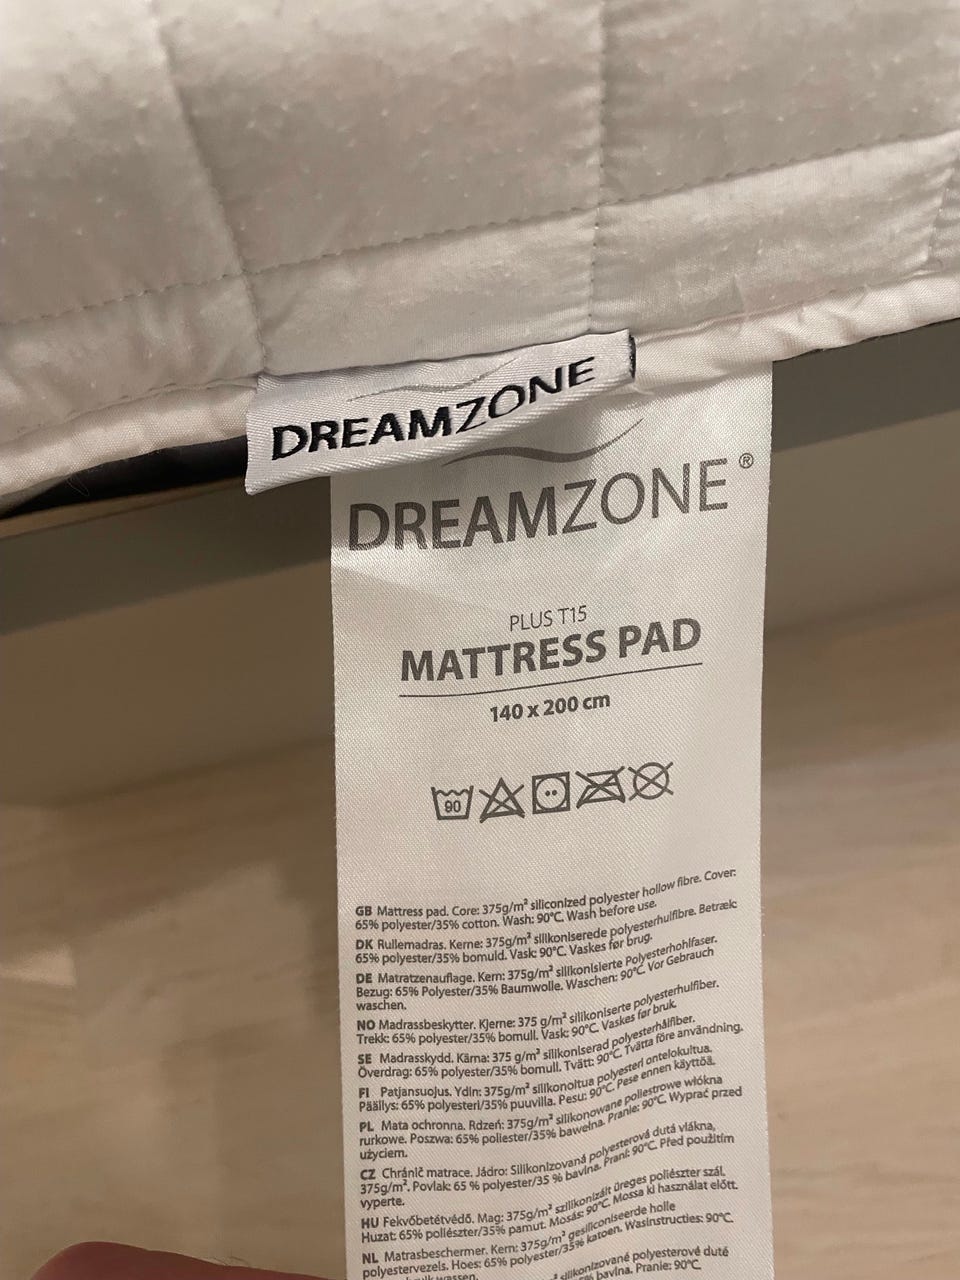 DREAMZONE
DREAMZONE®
PLUS T15
MATTRESS PAD
140 x 200 cm
90
GB Mattress pad. Core: 375g/m² siliconized polyester hollow fibre. Cover:
65% polyester/35% cotton. Wash: 90°C. Wash before use.
DK Rullemadras. Kerne: 375g/m² silikoniserede polyesterhulfibre. Betræk:
65% polyester/35% bomuld. Vask: 90°C. Vaskes før brug.
DE Matratzenauflage. Kern: 375g/m² silikonisierte Polyesterhohlfaser.
Bezug: 65% Polyester/35% Baumwolle. Waschen: 90°C. Vor Gebrauch
waschen.
NO Madrassbeskytter. Kjerne: 375 g/m² silikoniserte polyesterhulfiber.
Trekk: 65% polyester/35% bomull. Vask: 90°C. Vaskes før bruk.
SE Madrasskydd. Kärna: 375 g/m² silikoniserad polyesterhålfiber.
Överdrag: 65% polyester/35% bomull. Tvätt: 90°C. Tvätta före användning.
FI Patjansuojus. Ydin: 375g/m² silikonoitua polyesteri ontelokuitua.
Päällys: 65% polyesteri/35% puuvilla. Pesu: 90°C. Pese ennen käyttöä.
PL Mata ochronna. Rdzeń: 375g/m² silikonowane poliestrowe włókna
rurkowe. Poszwa: 65% poliester/35% bawełna. Pranie: 90°C. Wyprać przed
użyciem.
CZ Chránič matrace. Jádro: Silikonizovaná polyesterová dutá vlákna,
375g/m². Povlak: 65 % polyester/35 % bavlna. Praní: 90°C. Před použitím
vyperte.
HU Fekvőbetétvédő. Mag: 375g/m² szilikonizált üreges poliészter szál.
Huzat: 65% poliészter/35% pamut. Mosás: 90°C. Mossa ki használat előtt.
NL Matrasbeschermer. Kern: 375g/m² gesiliconiseerde holle
polyestervezels. Hoes: 65% polyester/35% katoen. Wasinstructies: 90°C.
wassen.
silikonizované polyesterové duté
% bavlna. Pranie: 90°C.